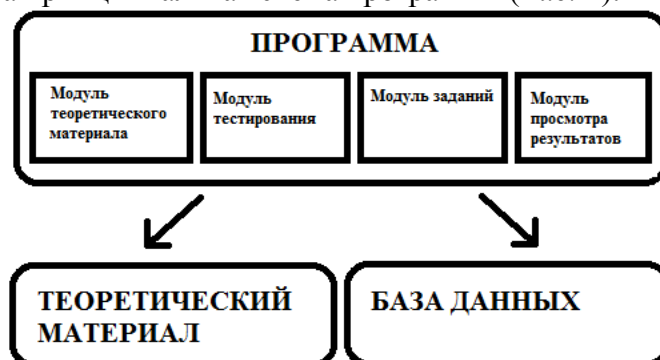 ПРОГРАММА
Модуль
теоретического
материала
Модуль
тестирования
Модуль заданий
Модуль
просмотра
результатов
ТЕОРЕТИЧЕСКИЙ
МАТЕРИАЛ
БАЗА ДАННЫХ